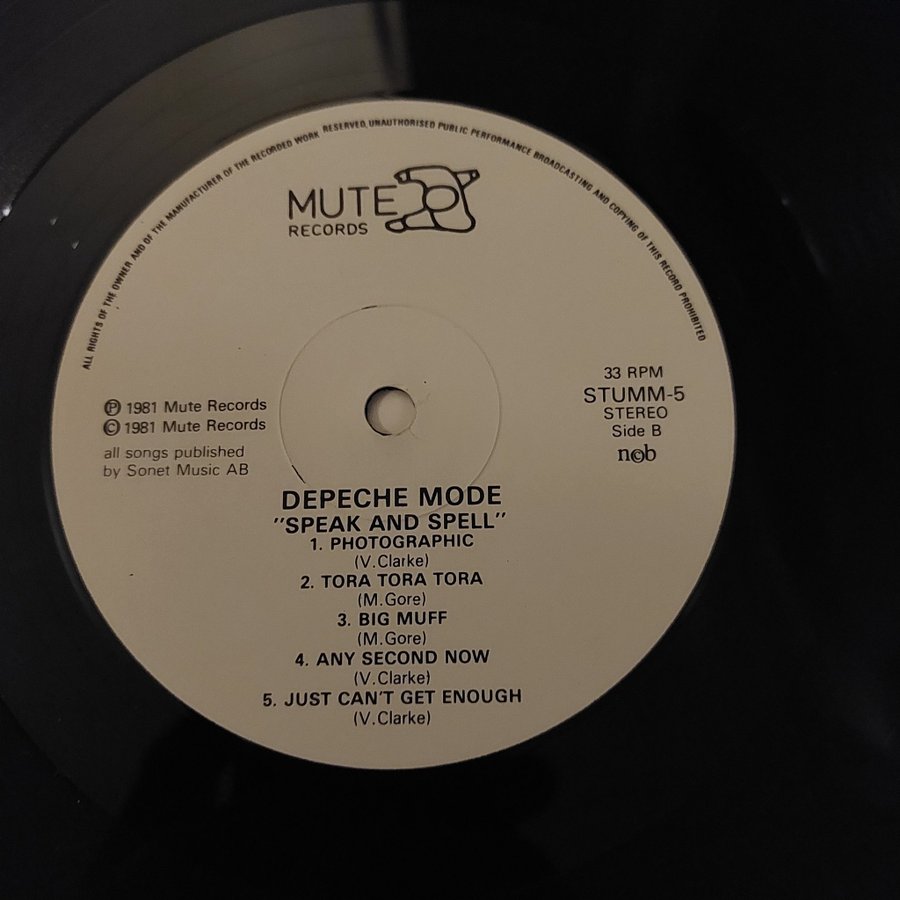 ALL RIGHTS OF THE OWNER AND OF THE MANUFACTURER OF THE RECORDED WORK RESERVED, UNAUTHORISED PUBLIC PERFORMANCE BROADCASTING AND COPYING OF THIS RECORD PROHIBITED
MUTE
RECORDS
33 RPM
STUMM-5
STEREO
Side B
ncb
Ⓟ 1981 Mute Records
© 1981 Mute Records
all songs published
by Sonet Music AB
DEPECHE MODE
"SPEAK AND SPELL"
1. PHOTOGRAPHIC
(V.Clarke)
2. TORA TORA TORA
(M.Gore)
3. BIG MUFF
(M.Gore)
4. ANY SECOND NOW
(V.Clarke)
5. JUST CAN'T GET ENOUGH
(V.Clarke)